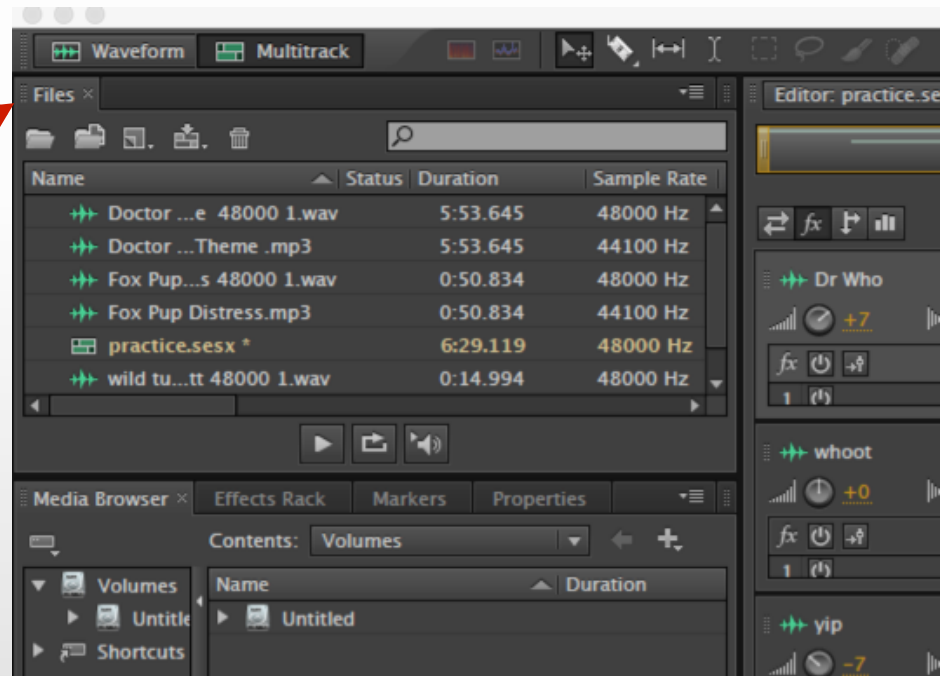 Waveform Multitrack
Files ×
Editor: practice.se
Name Status Duration Sample Rate
Doctor ...e 48000 1.wav 5:53.645 48000 Hz
Doctor ...Theme .mp3 5:53.645 44100 Hz
Fox Pup...s 48000 1.wav 0:50.834 48000 Hz
Fox Pup Distress.mp3 0:50.834 44100 Hz
practice.sesx * 6:29.119 48000 Hz
wild tu...tt 48000 1.wav 0:14.994 48000 Hz
fx
Dr Who
+7
fx
1
whoot
+0
fx
1
yip
-7
Media Browser × Effects Rack Markers Properties
Contents: Volumes
Volumes
Untitle
Shortcuts
Name Duration
Untitled